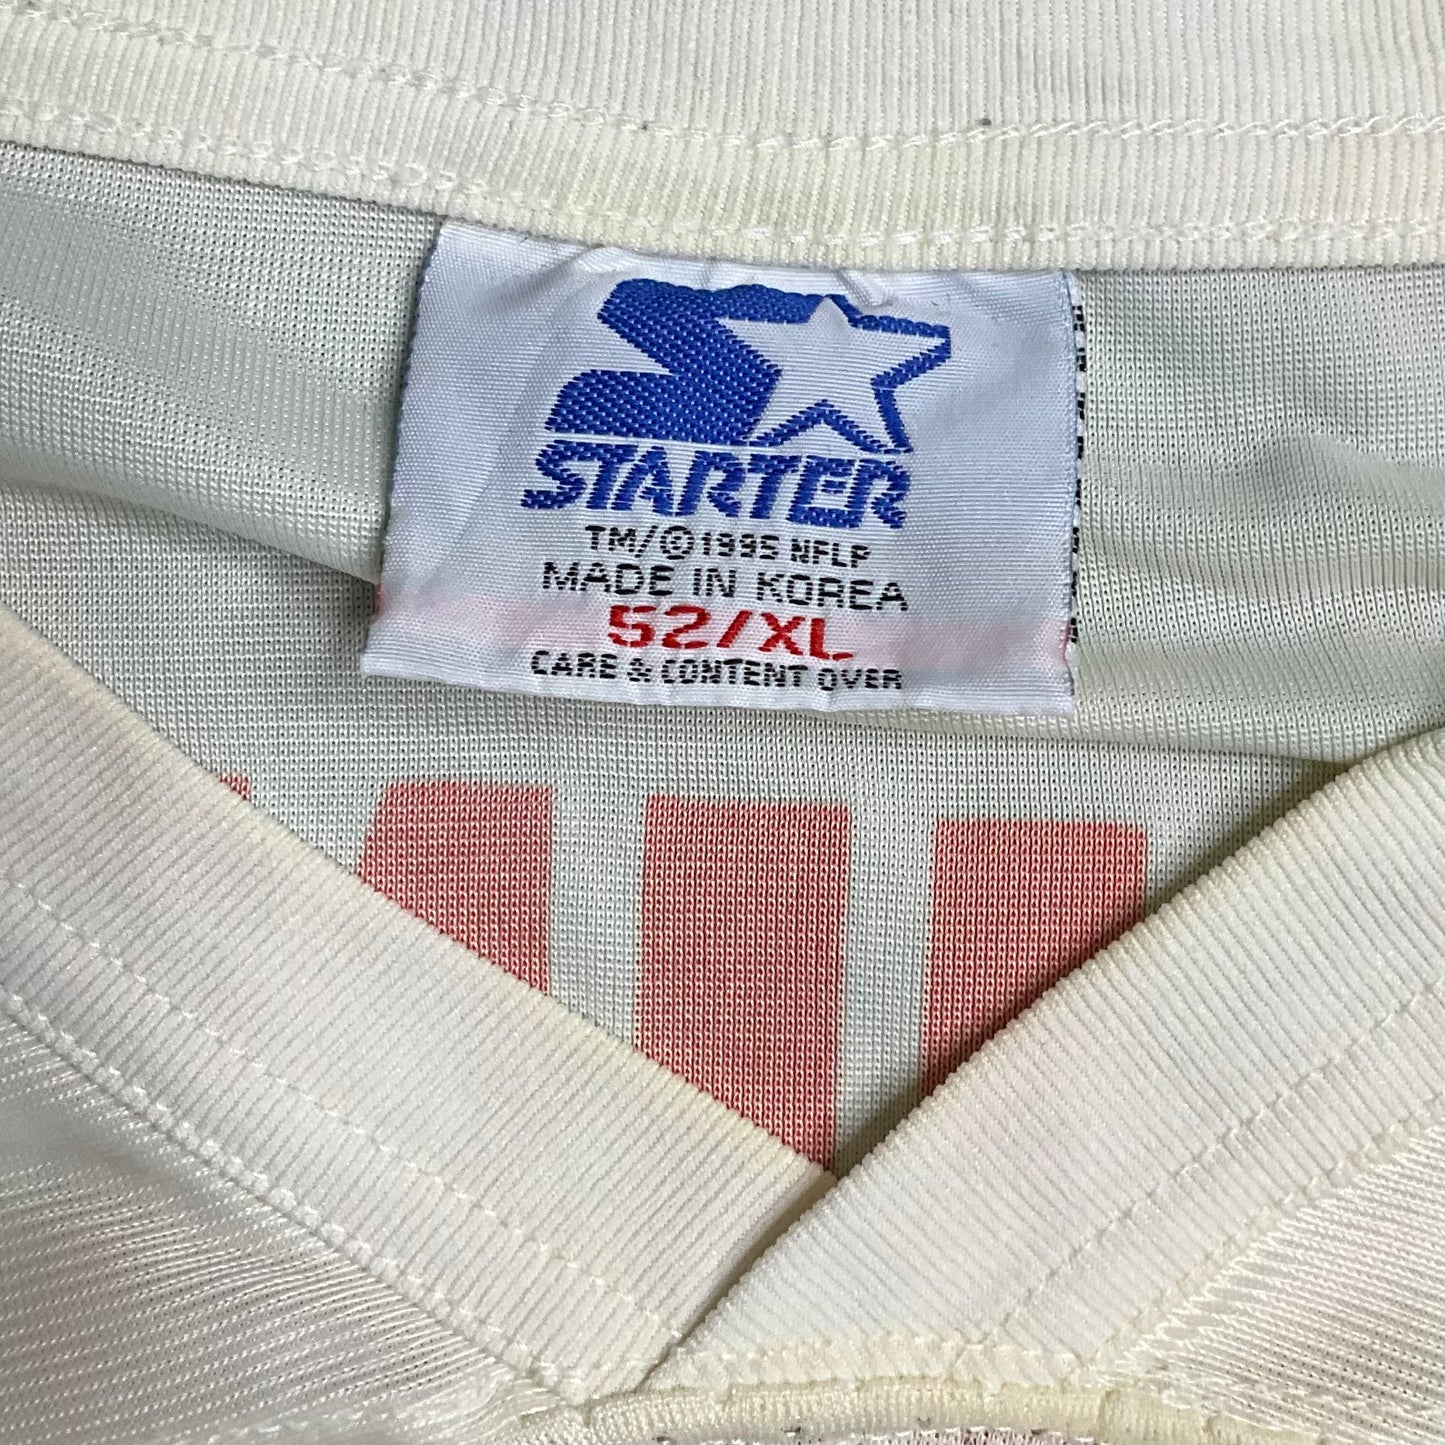 STARTER
TM/©1995 NFLP
MADE IN KOREA
52/XL
CARE & CONTENT OVER